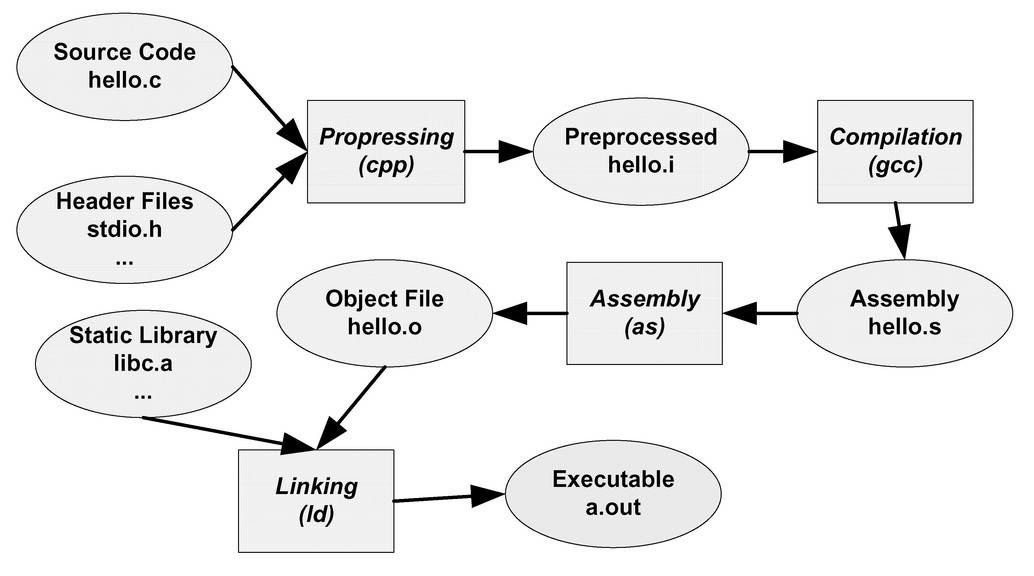 Source Code
hello.c
Header Files
stdio.h
...
Propressing
(cpp)
Preprocessed
hello.i
Compilation
(gcc)
Assembly
hello.s
Assembly
(as)
Object File
hello.o
Static Library
libc.a
...
Linking
(ld)
Executable
a.out